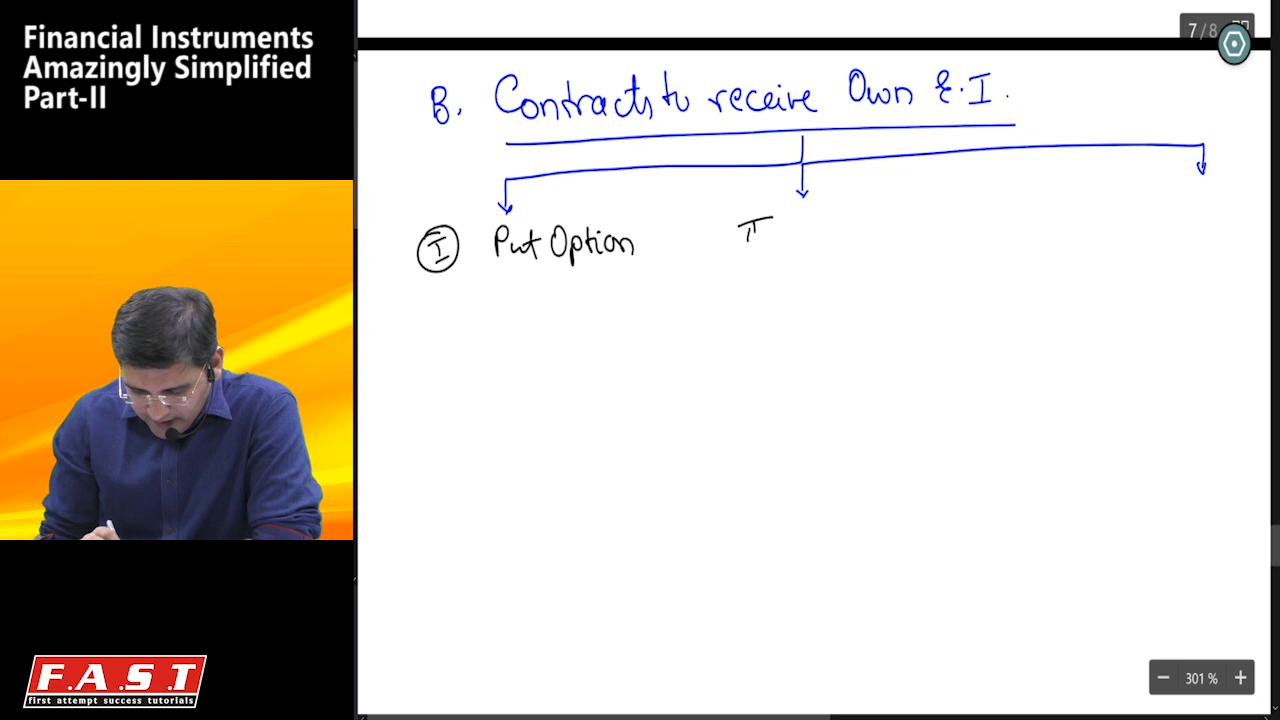 Financial Instruments
Amazingly Simplified
Part-II
7 / 8
B. Contracts to receive Own E.I.
I Put Option
II
301 %
F.A.S.T
first attempt success tutorials